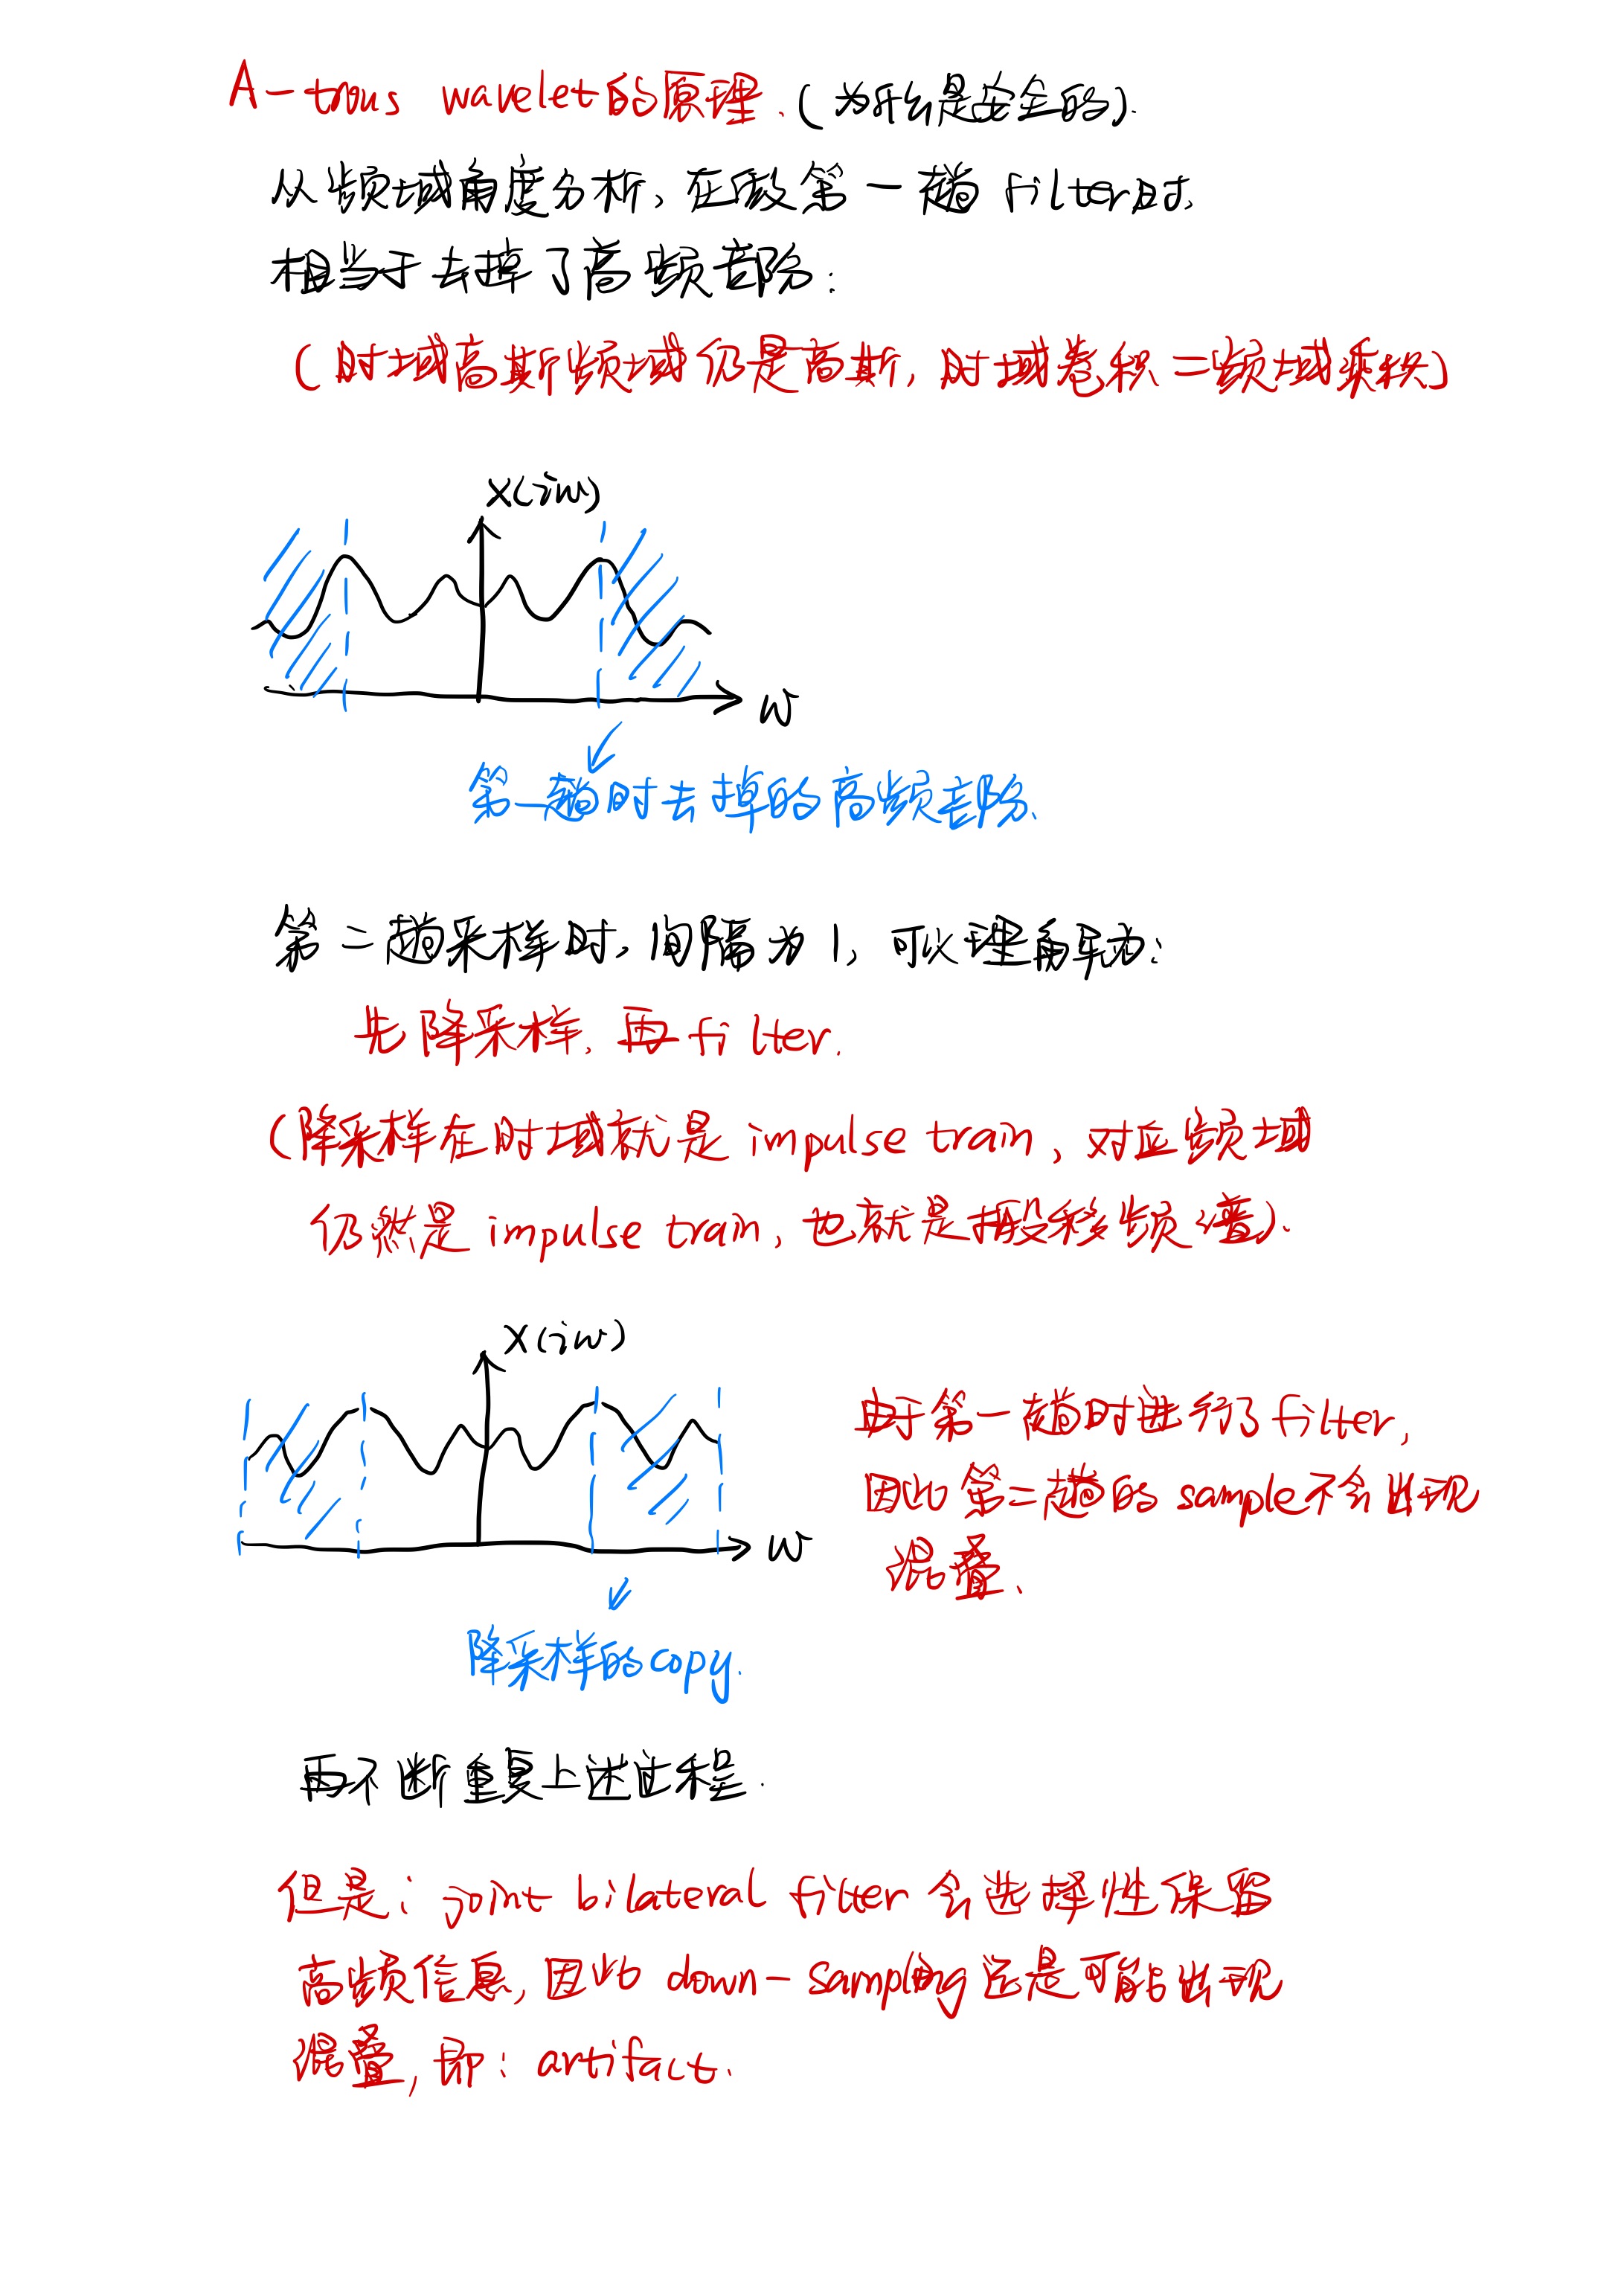 A-trous wavelet的原理.(为什么是安全的).
从频域角度分析、在做第一趟 filter时,
相当于去掉了高频部分:
(时域高斯频域仍是高斯,时域卷积=频域乘积)
X(iw)
w
第一趟时去掉的高频部分、
第二趟采样时,间隔为1,可以理解为:
先降采样,再filter.
(降采样在时域就是 impulse train,对应频域
仍然是 impulse train,也就是搬移频谱).
X(iw)
由于第一趟时进行了filter,
因此第二趟的 sample不会出现
混叠、
w
降采样的copy.
再不断重复上述过程.
但是: joint bilateral filter 会选择性保留
高频信息,因此 down-sampling还是可能出现
混叠,即: artifact.